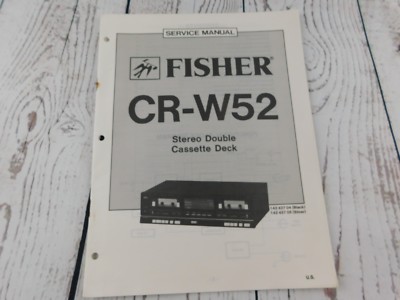 SERVICE MANUAL
FISHER
CR-W52
Stereo Double
Cassette Deck
U.S.